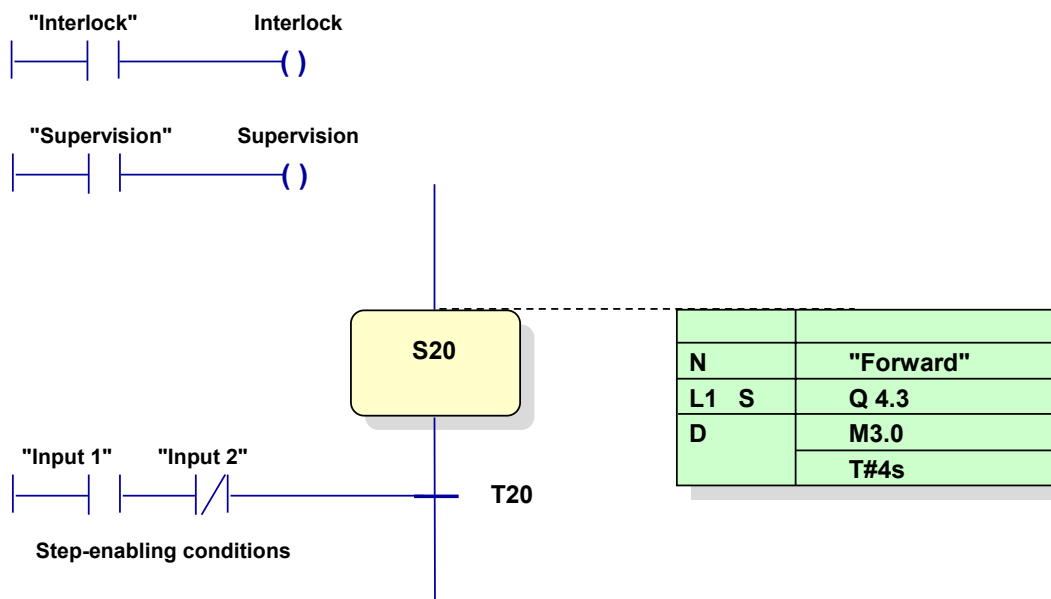 "Interlock" Interlock
( )
"Supervision" Supervision
( )
S20
N "Forward"
L1 S Q 4.3
D M3.0
T#4s
"Input 1" "Input 2"
T20
Step-enabling conditions